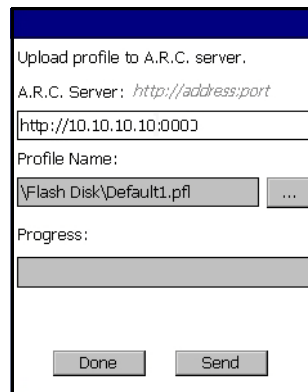 Upload profile to A.R.C. server.
A.R.C. Server: http://address:port
http://10.10.10.10:0000
Profile Name:
\Flash Disk\Default1.pfl
...
Progress:
Done Send